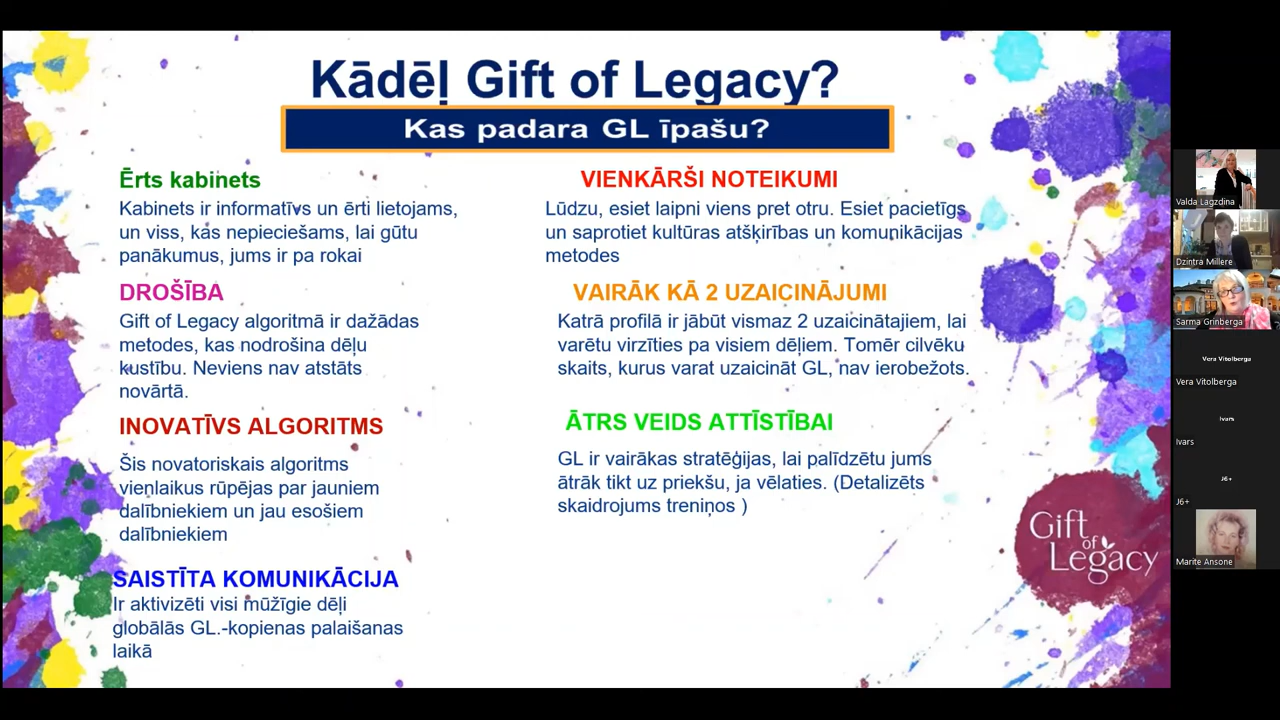 Kādēļ Gift of Legacy?
Kas padara GL īpašu?
Ērts kabinets
Kabinets ir informatīvs un ērti lietojams,
un viss, kas nepieciešams, lai gūtu
panākumus, jums ir pa rokai
DROŠĪBA
Gift of Legacy algoritmā ir dažādas
metodes, kas nodrošina dēļu
kustību. Neviens nav atstāts
novārtā.
INOVATĪVS ALGORITMS
Šis novatoriskais algoritms
vienlaikus rūpējas par jauniem
dalībniekiem un jau esošiem
dalībniekiem
SAISTĪTA KOMUNIKĀCIJA
Ir aktivizēti visi mūžīgie dēļi
globālās GL.-kopienas palaišanas
laikā
VIENKĀRŠI NOTEIKUMI
Lūdzu, esiet laipni viens pret otru. Esiet pacietīgs
un saprotiet kultūras atšķirības un komunikācijas
metodes
VAIRĀK KĀ 2 UZAICINĀJUMI
Katrā profilā ir jābūt vismaz 2 uzaicinātajiem, lai
varētu virzīties pa visiem dēļiem. Tomēr cilvēku
skaits, kurus varat uzaicināt GL, nav ierobežots.
ĀTRS VEIDS ATTĪSTĪBAI
GL ir vairākas stratēģijas, lai palīdzētu jums
ātrāk tikt uz priekšu, ja vēlaties. (Detalizēts
skaidrojums treniņos )
Gift
of
Legacy
Valda Lagzdina
Dzintra Millere
Sarma Grinberga
Vera Vitolberga
Vera Vitolberga
Ivars
Ivars
J6+
J6+
Marite Ansone